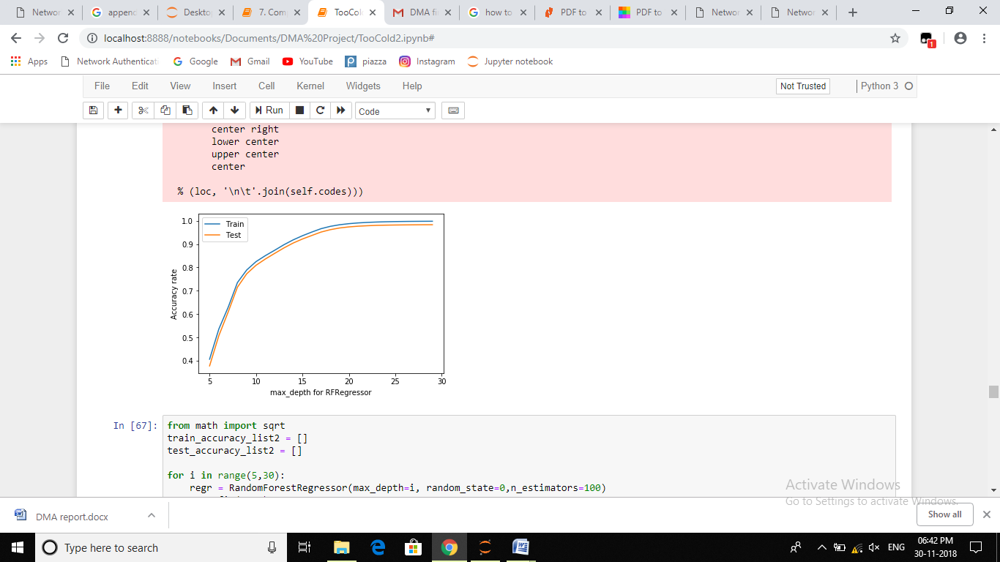 Networ
appenc
Deskto
7. Com
TooCol
DMA fi
how to
PDF to
PDF to
Networ
Networ
localhost:8888/notebooks/Documents/DMA%20Project/TooCold2.ipynb#
1
Apps
Network Authenticat
Google
Gmail
YouTube
piazza
Instagram
Jupyter notebook
File Edit View Insert Cell Kernel Widgets Help
Not Trusted
Python 3
Run
Code
center right
lower center
upper center
center
% (loc, '\n\t'.join(self.codes)))
Train
Test
1.0
0.9
0.8
0.7
0.6
0.5
0.4
Accuracy rate
5 10 15 20 25 30
max_depth for RFRegressor
In [67]:
from math import sqrt
train_accuracy_list2 = []
test_accuracy_list2 = []
for i in range(5,30):
regr = RandomForestRegressor(max_depth=i, random_state=0,n_estimators=100)
Activate Windows
Go to Settings to activate Windows.
DMA report.docx
Show all
Type here to search
ENG
06:42 PM
30-11-2018